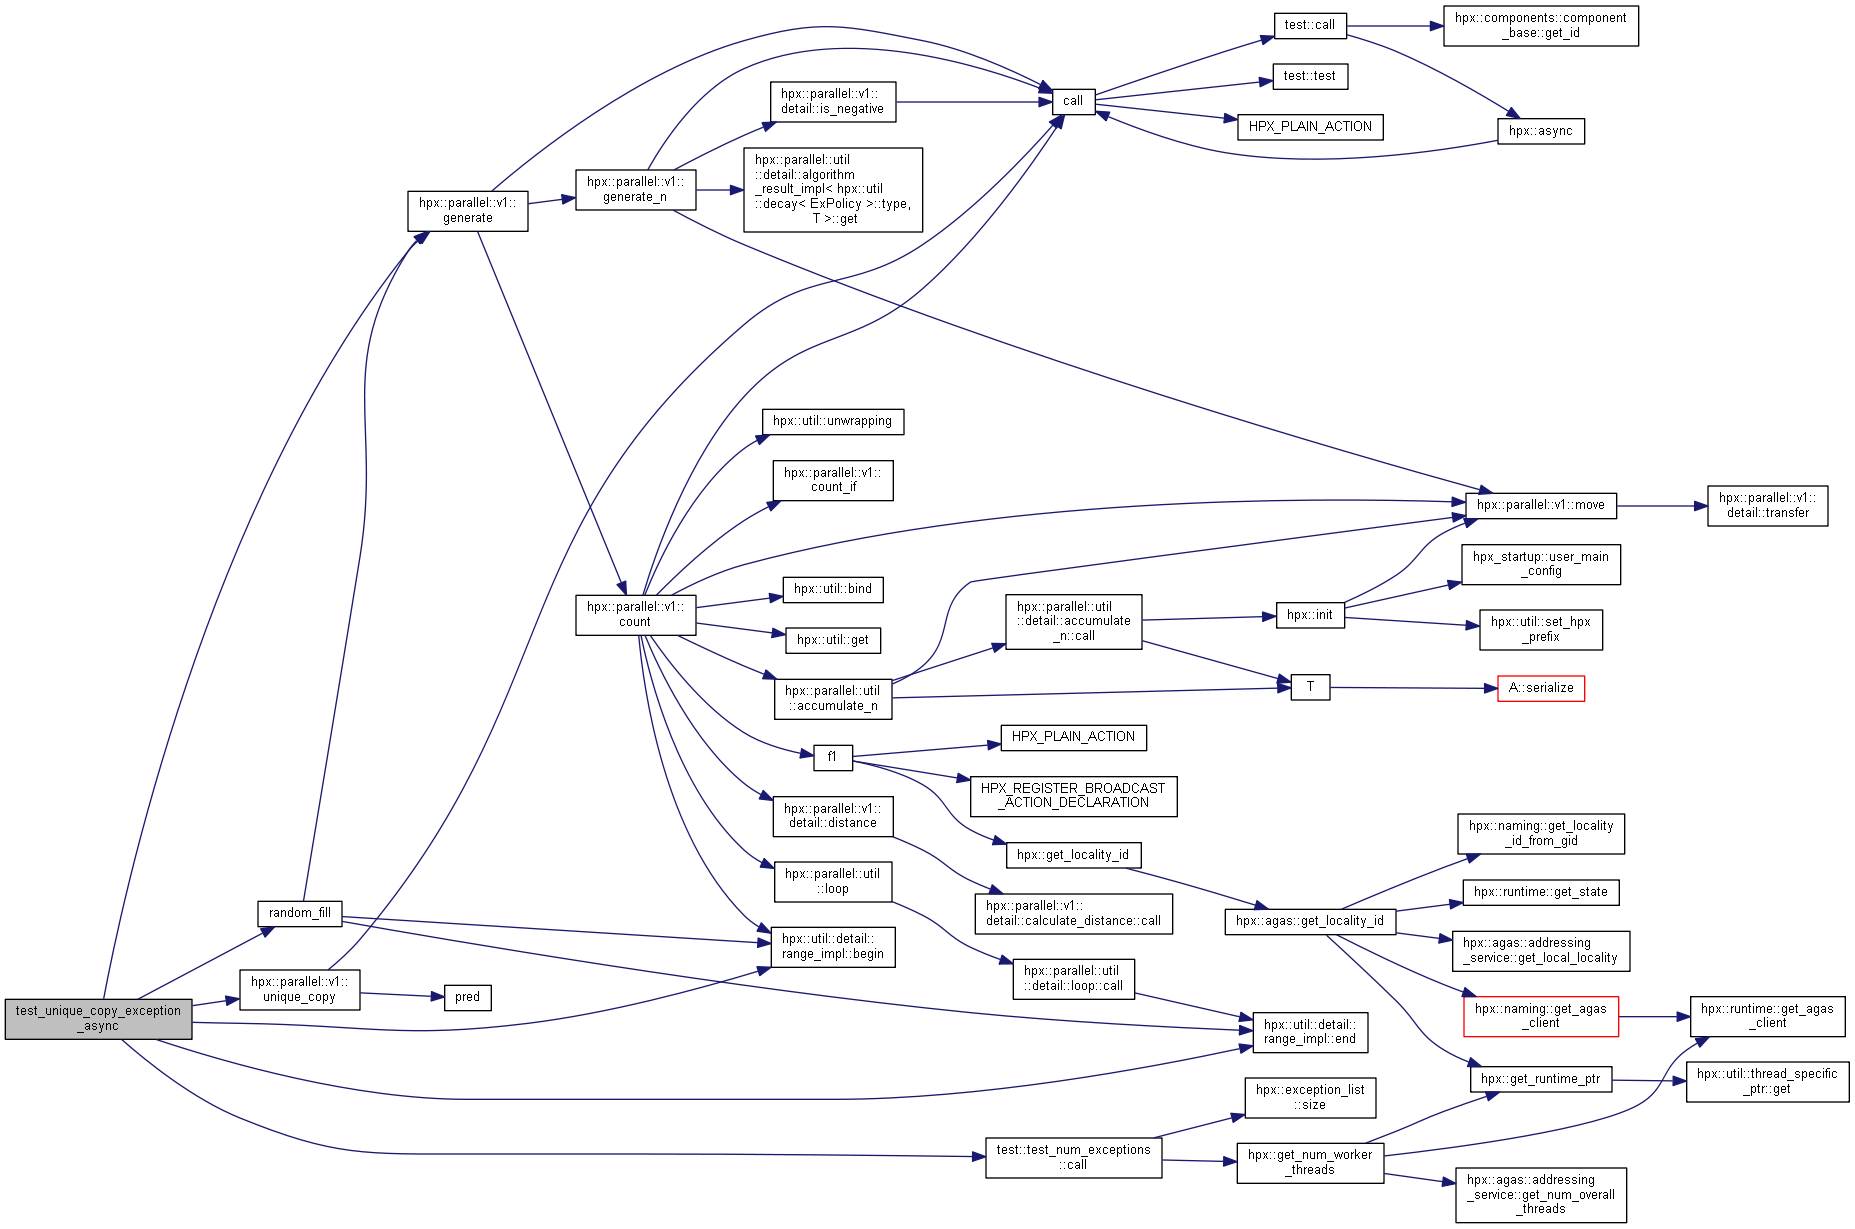 test::call
hpx::components::component
_base::get_id
test::test
hpx::parallel::v1::
detail::is_negative
call
HPX_PLAIN_ACTION
hpx::async
hpx::parallel::util
::detail::algorithm
_result_impl< hpx::util
::decay< ExPolicy >::type,
T >::get
hpx::parallel::v1::
generate_n
hpx::parallel::v1::
generate
hpx::util::unwrapping
hpx::parallel::v1::
count_if
hpx::parallel::v1::move
hpx::parallel::v1::
detail::transfer
hpx_startup::user_main
_config
hpx::util::bind
hpx::parallel::v1::
count
hpx::parallel::util
::detail::accumulate
_n::call
hpx::init
hpx::util::set_hpx
_prefix
hpx::util::get
hpx::parallel::util
::accumulate_n
T
A::serialize
f1
HPX_PLAIN_ACTION
HPX_REGISTER_BROADCAST
_ACTION_DECLARATION
hpx::parallel::v1::
detail::distance
hpx::get_locality_id
hpx::naming::get_locality
_id_from_gid
hpx::parallel::util
::loop
hpx::runtime::get_state
random_fill
hpx::parallel::v1::
detail::calculate_distance::call
hpx::agas::get_locality_id
hpx::util::detail::
range_impl::begin
hpx::agas::addressing
_service::get_local_locality
hpx::parallel::v1::
unique_copy
pred
hpx::parallel::util
::detail::loop::call
test_unique_copy_exception
_async
hpx::naming::get_agas
_client
hpx::runtime::get_agas
_client
hpx::util::detail::
range_impl::end
hpx::get_runtime_ptr
hpx::util::thread_specific
_ptr::get
hpx::exception_list
::size
test::test_num_exceptions
::call
hpx::get_num_worker
_threads
hpx::agas::addressing
_service::get_num_overall
_threads